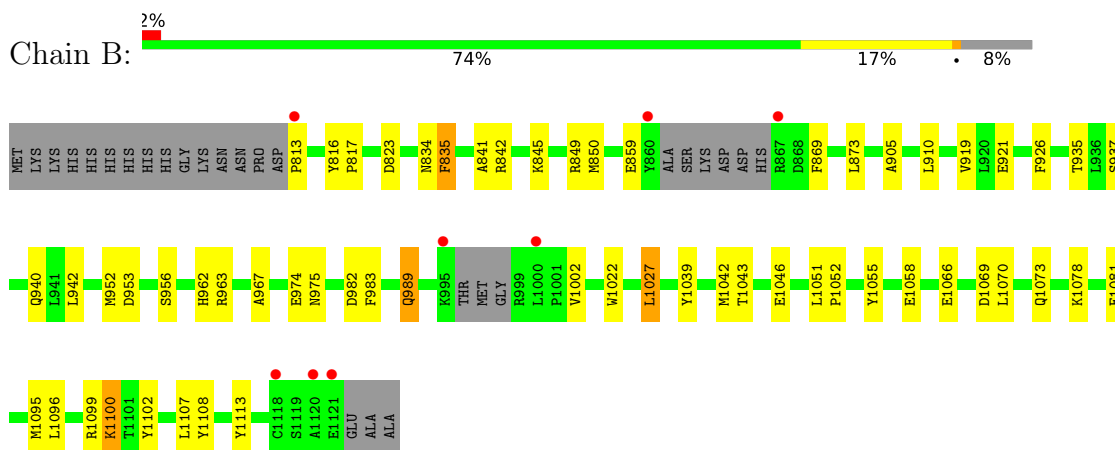 2%
Chain B:
74% 17% • 8%
MET LYS LYS HIS HIS HIS HIS HIS HIS GLY LYS ASN ASN PRO ASP P813 Y816 P817 D823 N834 F835 A841 R842 K845 R849 M850 E859 Y860 ALA SER LYS ASP ASP HIS R867 D868 F869 L873 A905 L910 V919 L920 E921 F926 T935 L936 S937
Q940 L941 L942 M952 D953 S956 H962 R963 A967 E974 N975 D982 F983 Q989 K995 THR MET GLY R999 L1000 P1001 V1002 W1022 L1027 Y1039 M1042 T1043 E1046 L1051 P1052 Y1055 E1058 E1066 D1069 L1070 Q1073 K1078
M1095 L1096 R1099 K1100 T1101 Y1102 L1107 Y1108 Y1113 C1118 S1119 A1120 E1121 GLU ALA ALA